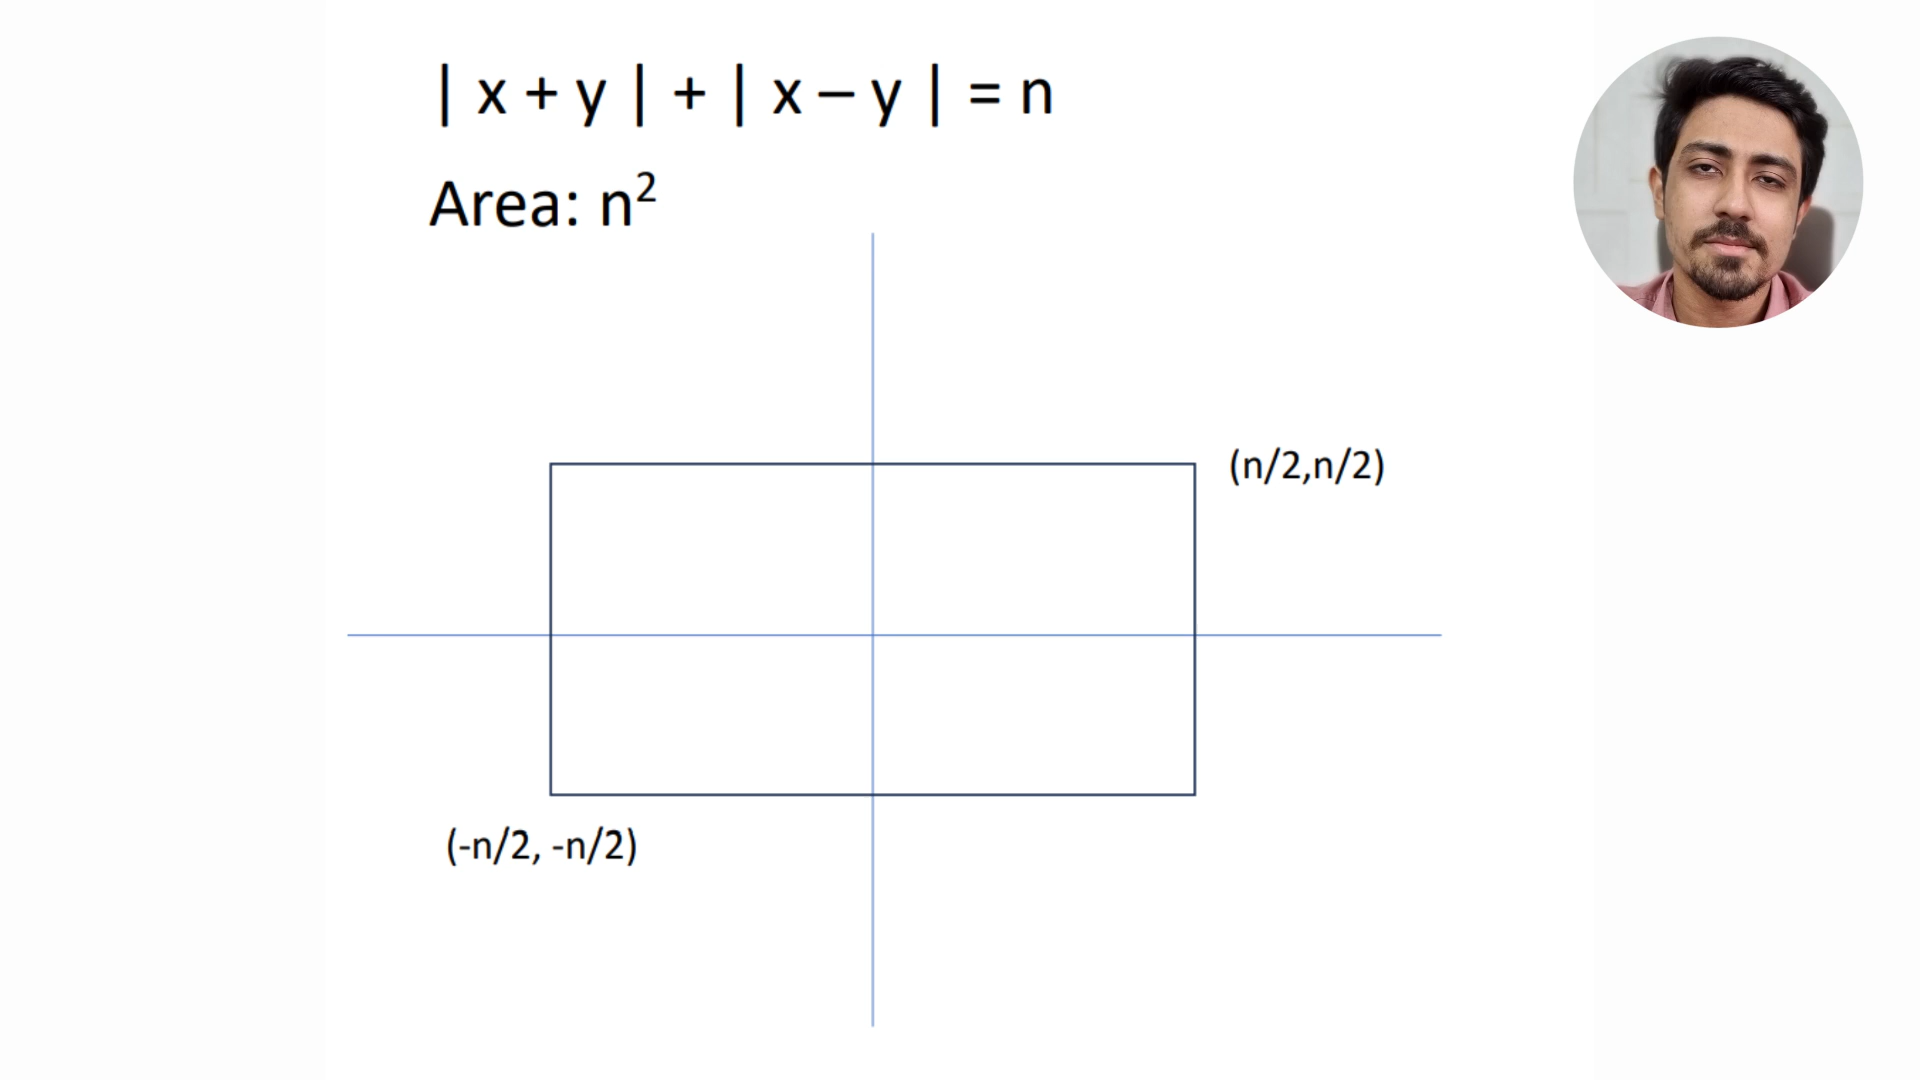 | x + y | + | x – y | = n
Area: n²
(n/2,n/2)
(-n/2, -n/2)